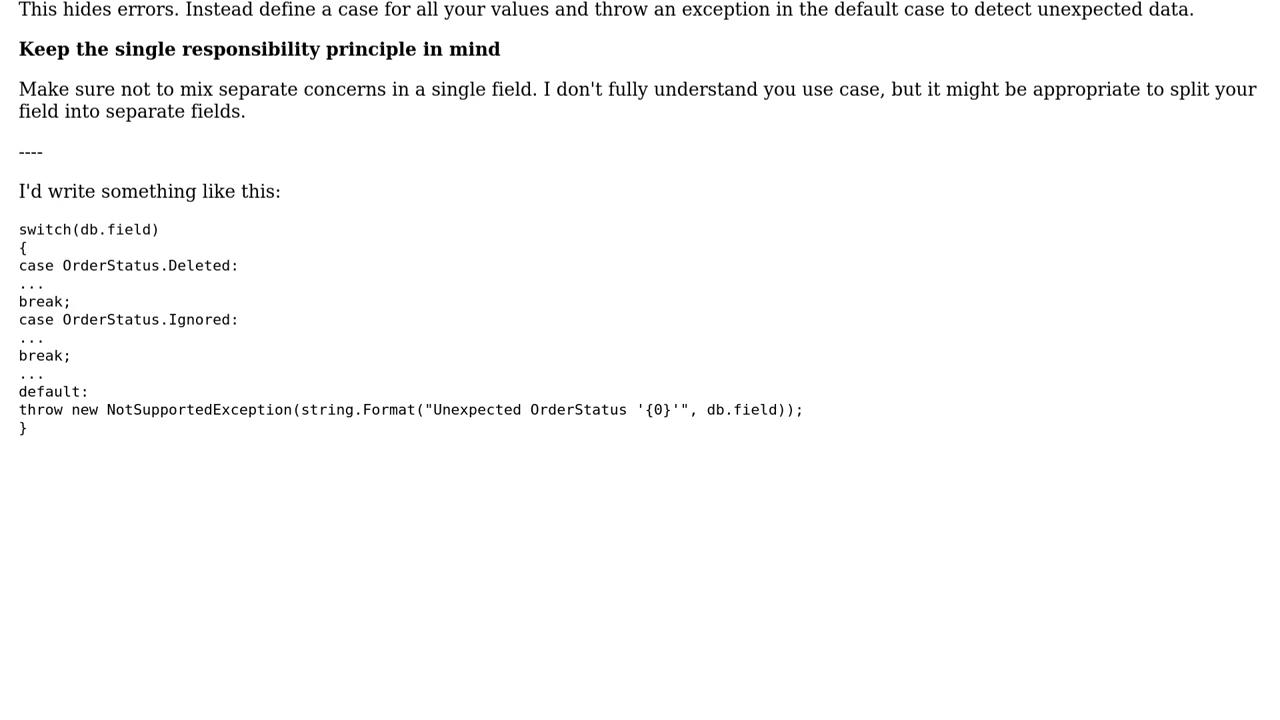 This hides errors. Instead define a case for all your values and throw an exception in the default case to detect unexpected data.
Keep the single responsibility principle in mind
Make sure not to mix separate concerns in a single field. I don't fully understand you use case, but it might be appropriate to split your
field into separate fields.
----
I'd write something like this:
switch(db.field)
{
case OrderStatus.Deleted:
...
break;
case OrderStatus.Ignored:
...
break;
...
default:
throw new NotSupportedException(string.Format("Unexpected OrderStatus '{0}'", db.field));
}